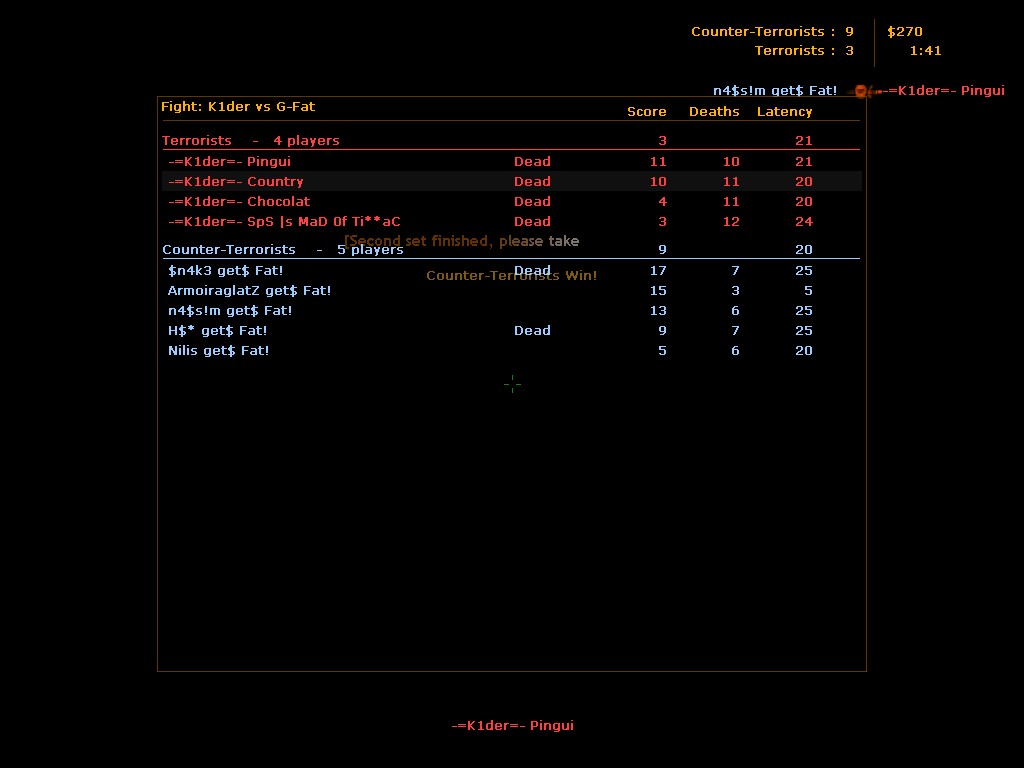 Counter-Terrorists : 9 $270
Terrorists : 3 1:41
n4$s!m get$ Fat! -=K1der=- Pingui
Fight: K1der vs G-Fat
Score Deaths Latency
Terrorists - 4 players 3 21
-=K1der=- Pingui Dead 11 10 21
-=K1der=- Country Dead 10 11 20
-=K1der=- Chocolat Dead 4 11 20
-=K1der=- SpS |s MaD 0f Ti**aC Dead 3 12 24
[Second set finished, please take
Counter-Terrorists - 5 players 9 20
$n4k3 get$ Fat! Dead 17 7 25
Counter-Terrorists Win!
ArmoiraglatZ get$ Fat! 15 3 5
n4$s!m get$ Fat! 13 6 25
H$* get$ Fat! Dead 9 7 25
Nilis get$ Fat! 5 6 20
-=K1der=- Pingui